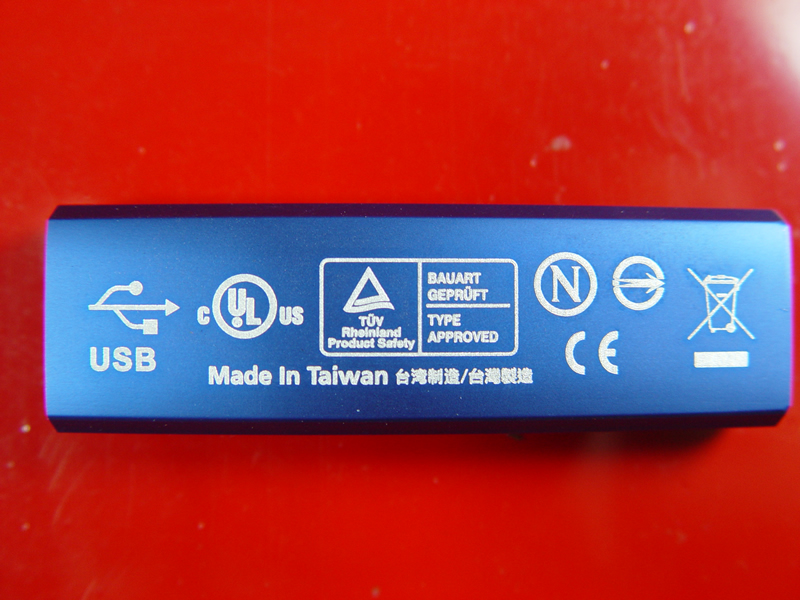 USB
C UL US
TÜV
Rheinland
Product Safety
BAUART
GEPRÜFT
TYPE
APPROVED
N
CE
Made In Taiwan 台湾制造/台灣製造